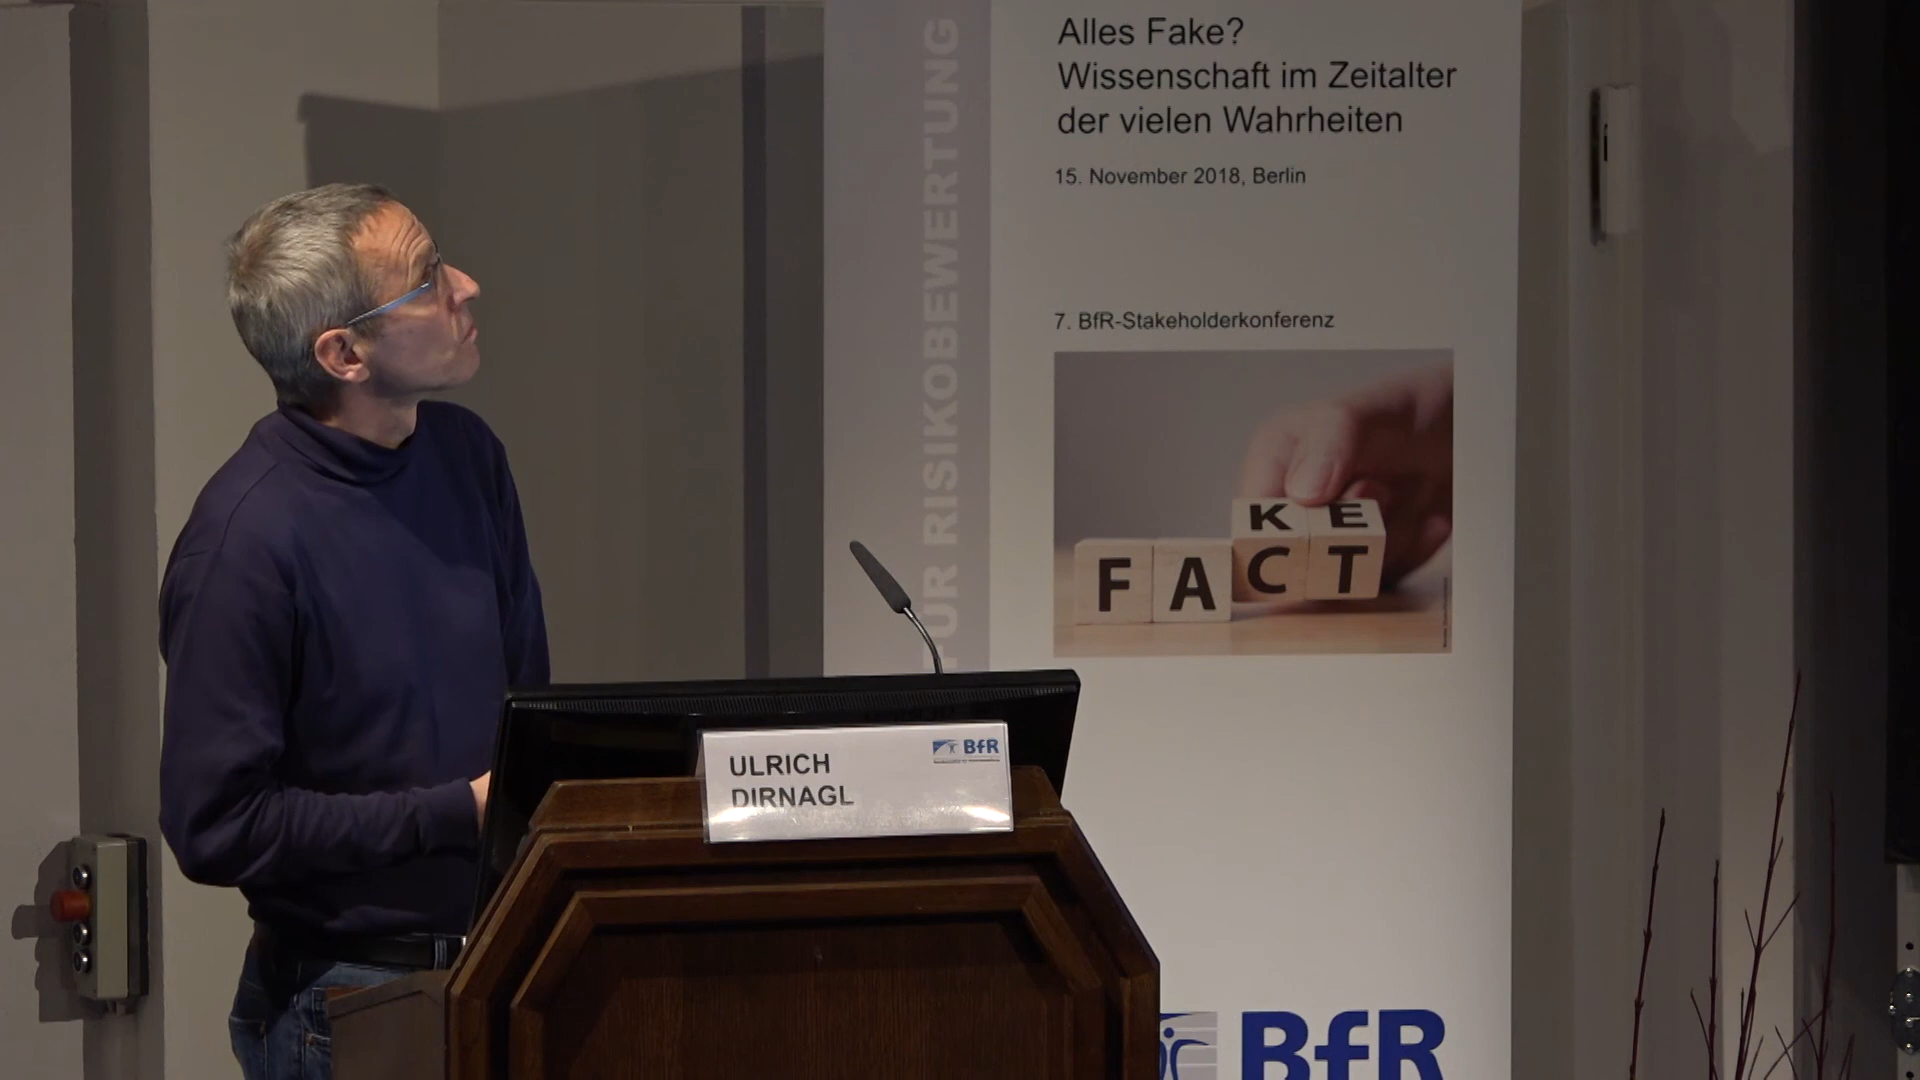 Alles Fake?
Wissenschaft im Zeitalter
der vielen Wahrheiten
15. November 2018, Berlin
7. BfR-Stakeholderkonferenz
FÜR RISIKOBEWERTUNG
KE
FACT
BfR
ULRICH
DIRNAGL
BfR